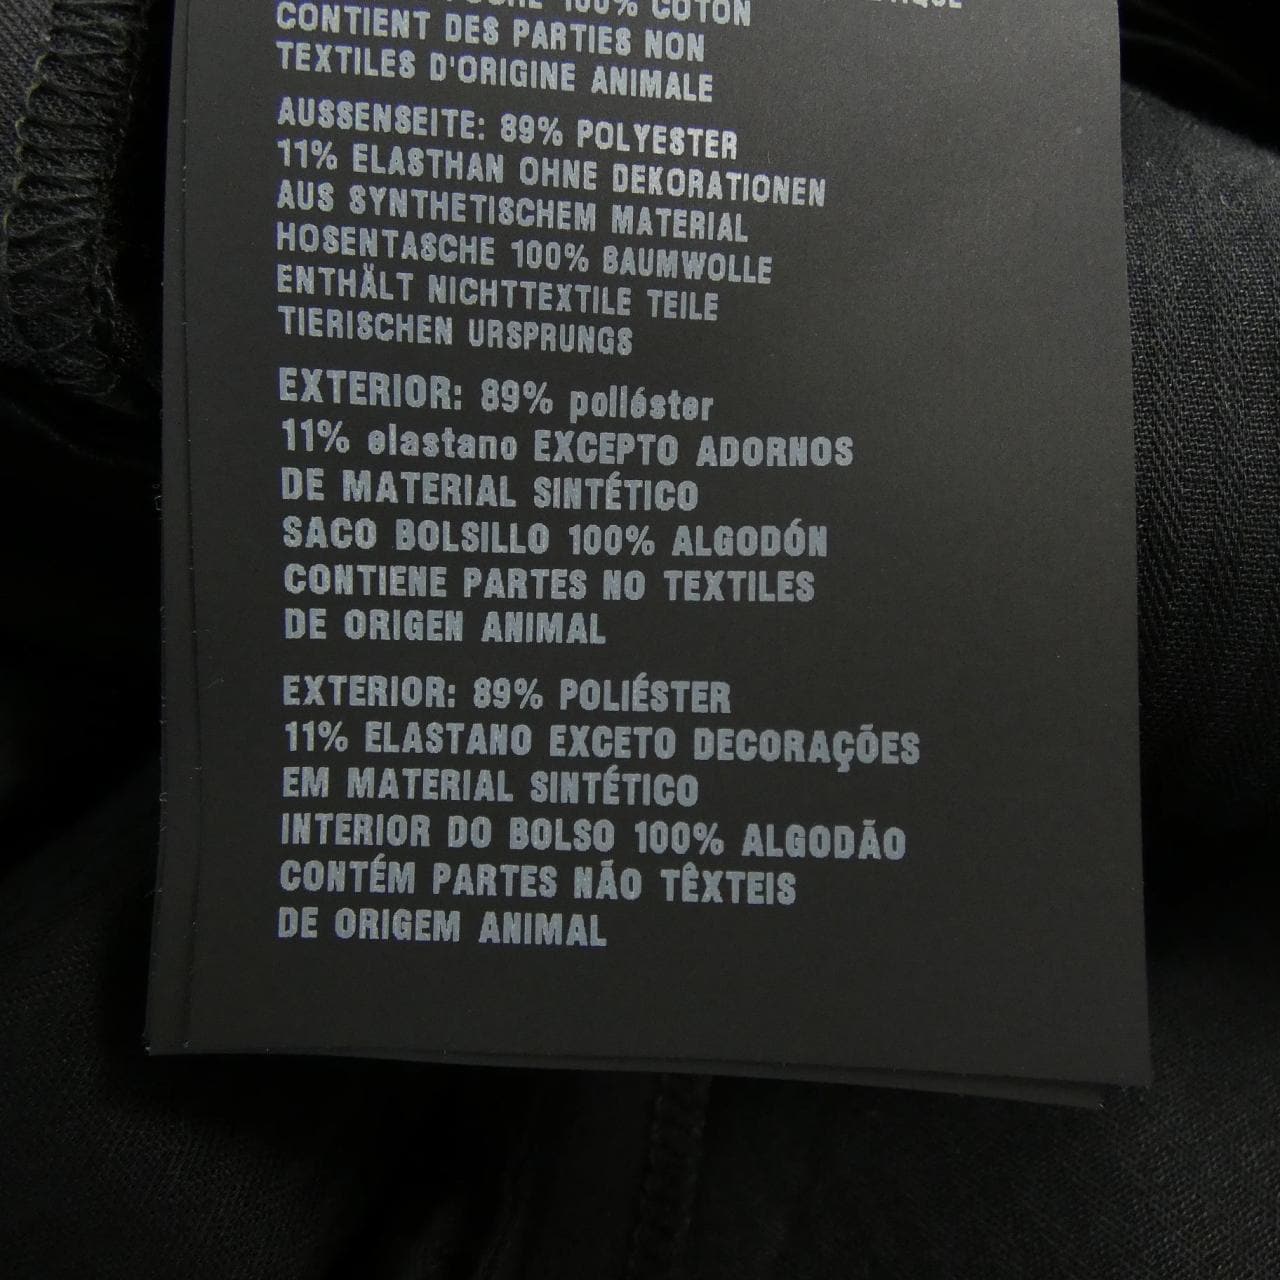 100% COTON
CONTIENT DES PARTIES NON
TEXTILES D'ORIGINE ANIMALE
AUSSENSEITE: 89% POLYESTER
11% ELASTHAN OHNE DEKORATIONEN
AUS SYNTHETISCHEM MATERIAL
HOSENTASCHE 100% BAUMWOLLE
ENTHÄLT NICHTTEXTILE TEILE
TIERISCHEN URSPRUNGS
EXTERIOR: 89% poliéster
11% elastano EXCEPTO ADORNOS
DE MATERIAL SINTÉTICO
SACO BOLSILLO 100% ALGODÓN
CONTIENE PARTES NO TEXTILES
DE ORIGEN ANIMAL
EXTERIOR: 89% POLIÉSTER
11% ELASTANO EXCETO DECORAÇÕES
EM MATERIAL SINTÉTICO
INTERIOR DO BOLSO 100% ALGODÃO
CONTÉM PARTES NÃO TÊXTEIS
DE ORIGEM ANIMAL